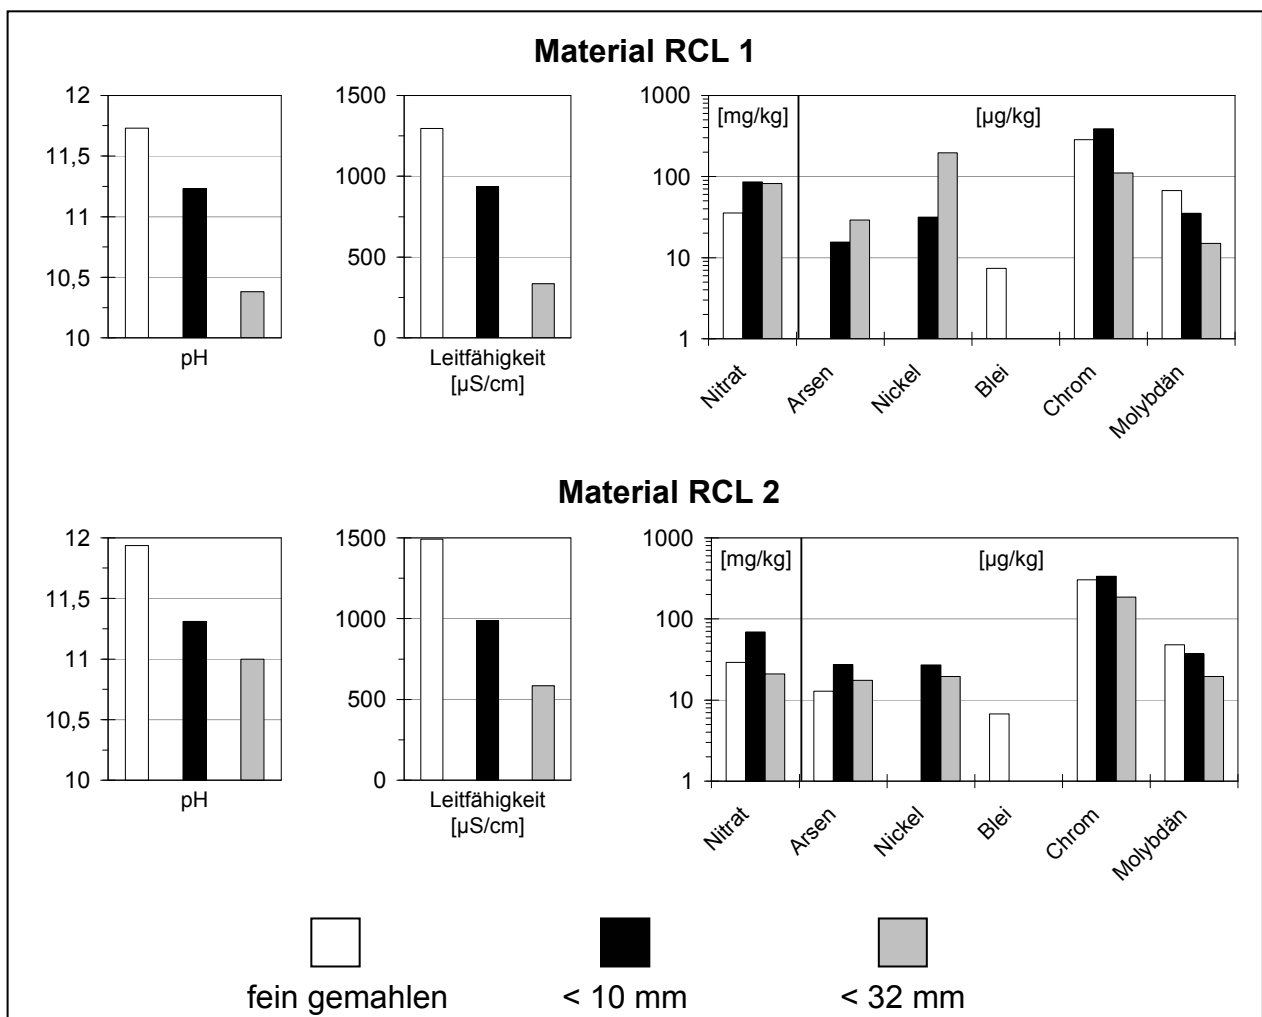 Material RCL 1
12
11,5
11
10,5
10
pH
1500
1000
500
0
Leitfähigkeit
[µS/cm]
1000
100
10
1
[mg/kg]
[µg/kg]
Nitrat
Arsen
Nickel
Blei
Chrom
Molybdän
Material RCL 2
12
11,5
11
10,5
10
pH
1500
1000
500
0
Leitfähigkeit
[µS/cm]
1000
100
10
1
[mg/kg]
[µg/kg]
Nitrat
Arsen
Nickel
Blei
Chrom
Molybdän
fein gemahlen
< 10 mm
< 32 mm